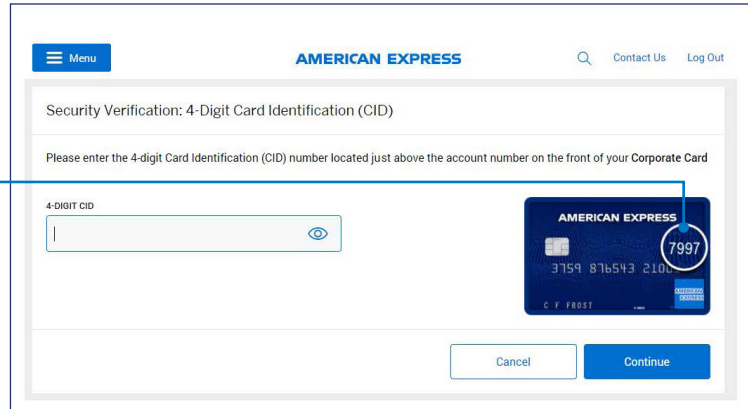 Menu
AMERICAN EXPRESS
Contact Us
Log Out
Security Verification: 4-Digit Card Identification (CID)
Please enter the 4-digit Card Identification (CID) number located just above the account number on the front of your Corporate Card
4-DIGIT CID
AMERICAN EXPRESS
7997
3759 876543 2100
AMERICAN
EXPRESS
C F FROST
Cancel
Continue